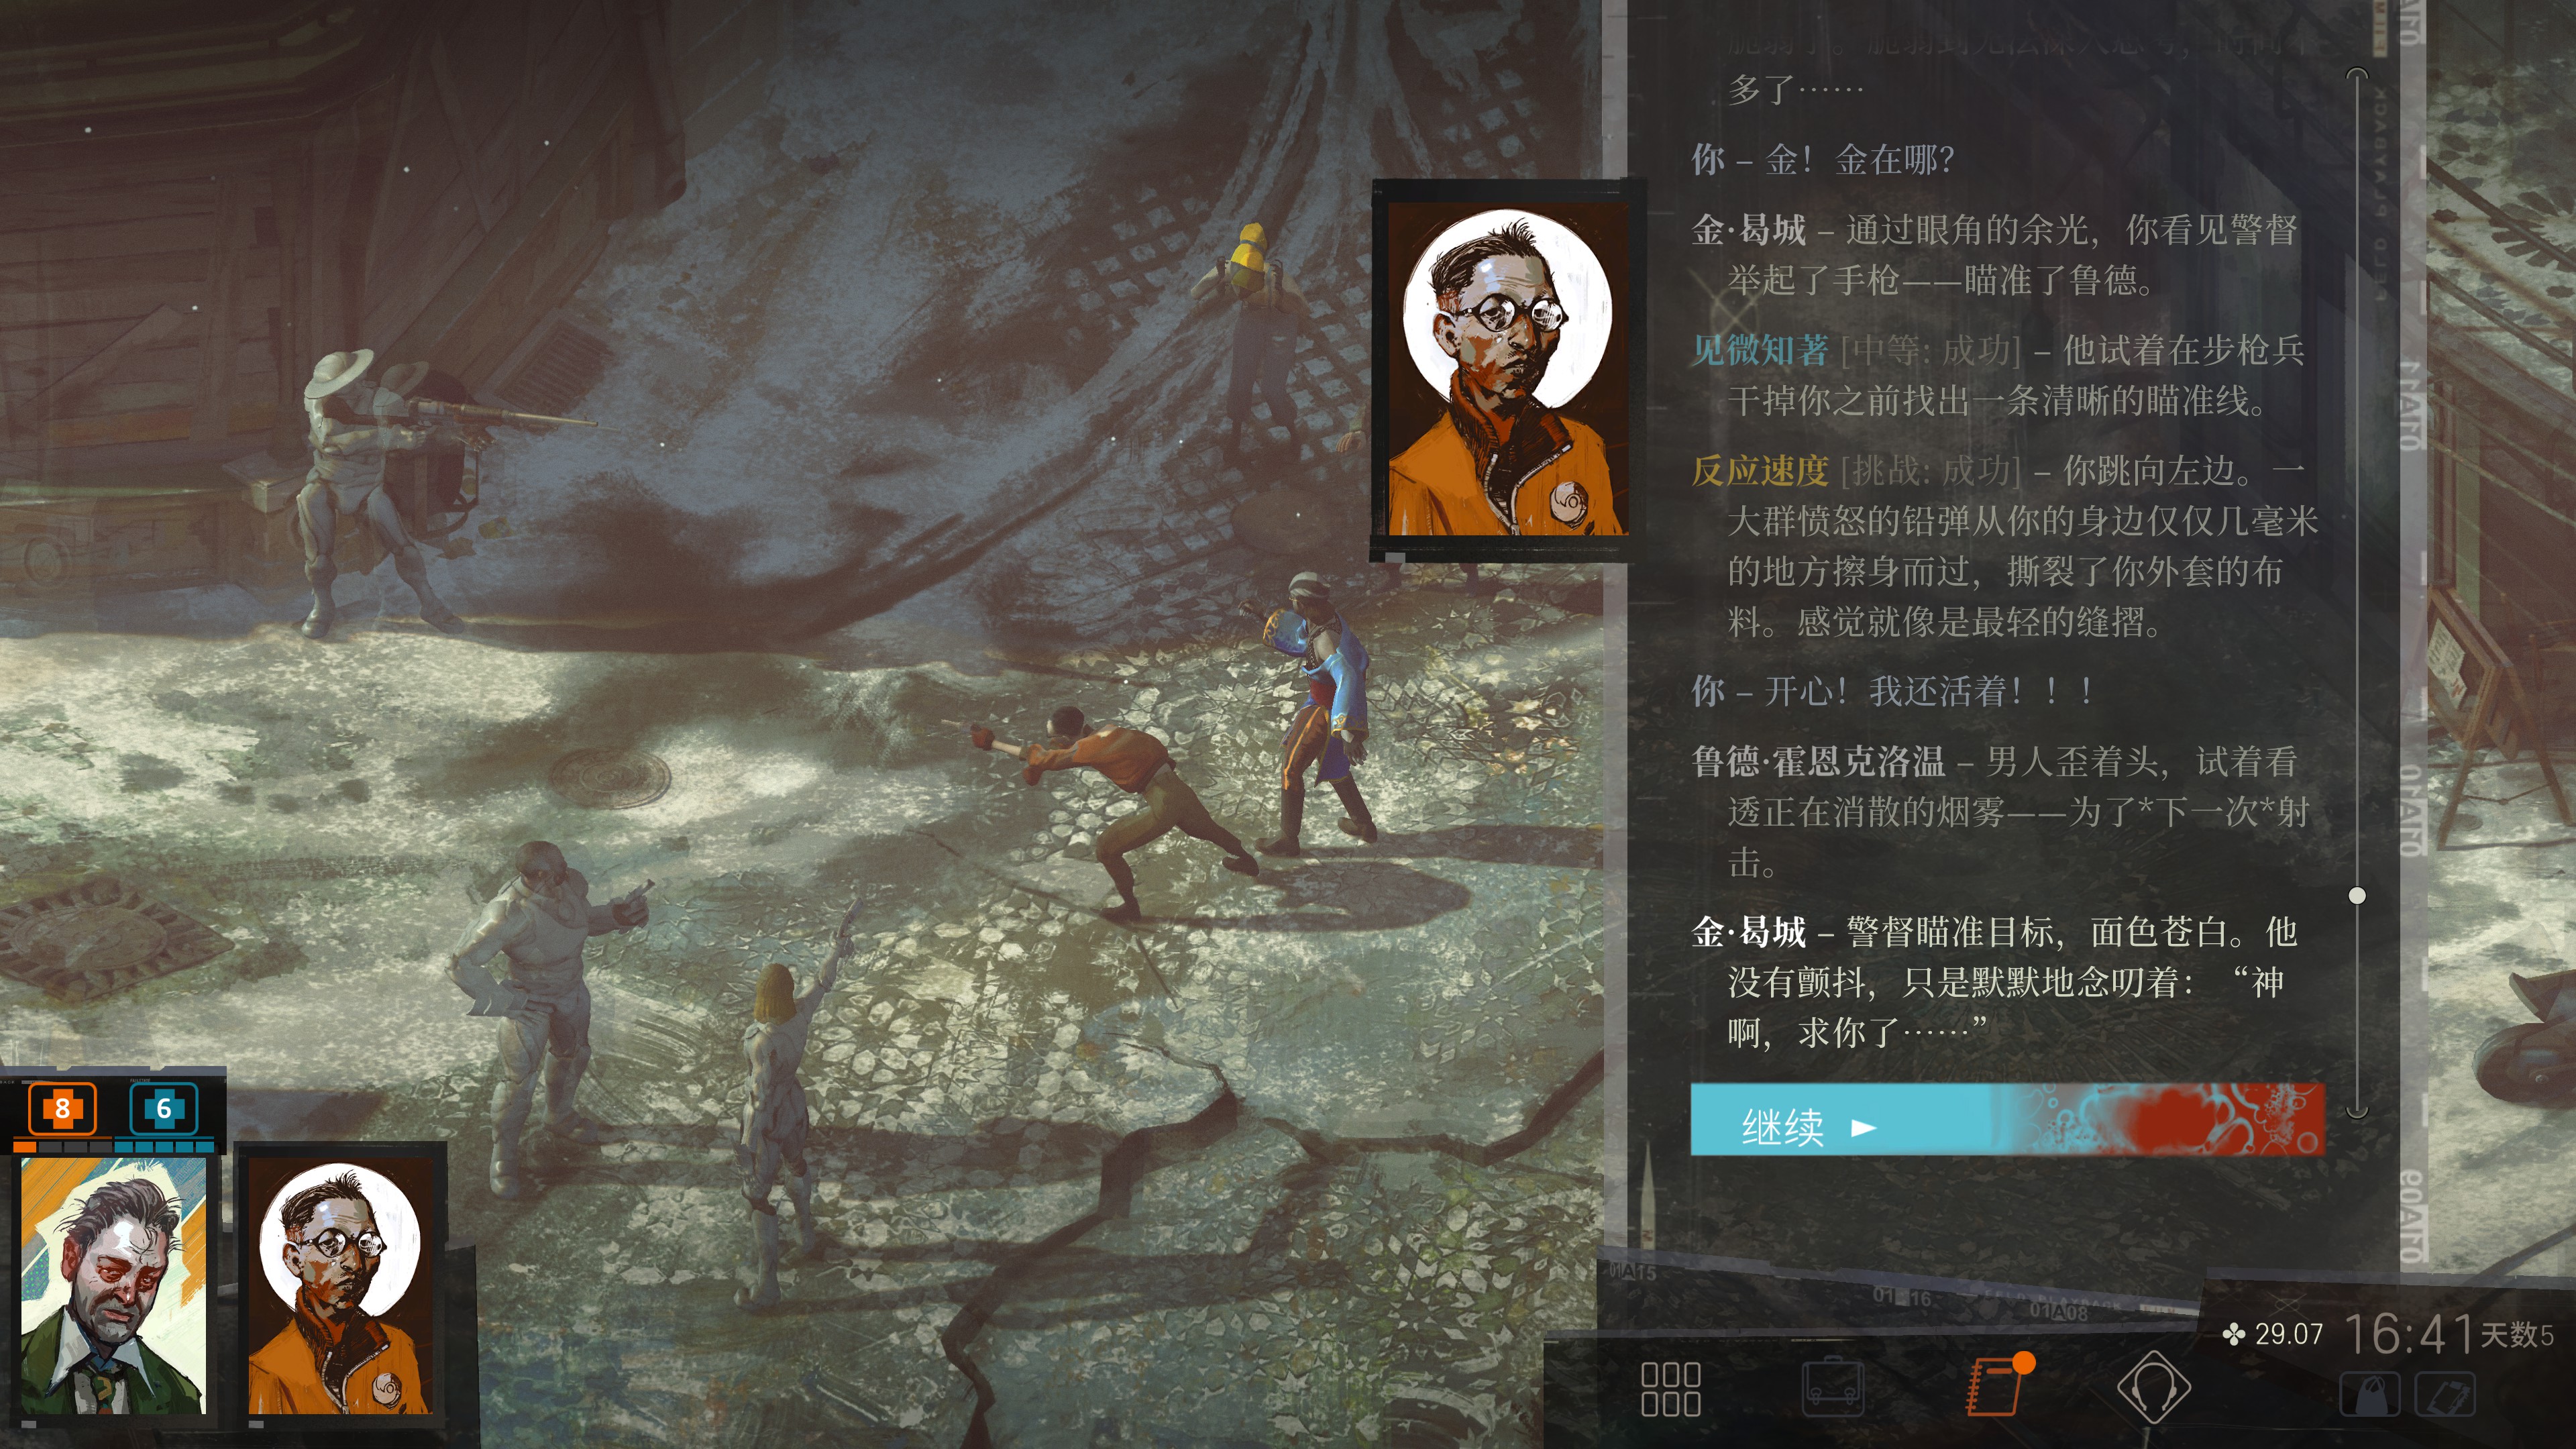 多了……
你 – 金！金在哪？
金·曷城 – 通过眼角的余光，你看见警督
举起了手枪——瞄准了鲁德。
见微知著 [中等: 成功] – 他试着在步枪兵
干掉你之前找出一条清晰的瞄准线。
反应速度 [挑战: 成功] – 你跳向左边。一
大群愤怒的铅弹从你的身边仅仅几毫米
的地方擦身而过，撕裂了你外套的布
料。感觉就像是最轻的缝摺。
你 – 开心！我还活着！！！
鲁德·霍恩克洛温 – 男人歪着头，试着看
透正在消散的烟雾——为了*下一次*射
击。
金·曷城 – 警督瞄准目标，面色苍白。他
没有颤抖，只是默默地念叨着：“神
啊，求你了……”
继续 ►
8 6
01A15
01A08
29.07 16:41 天数5